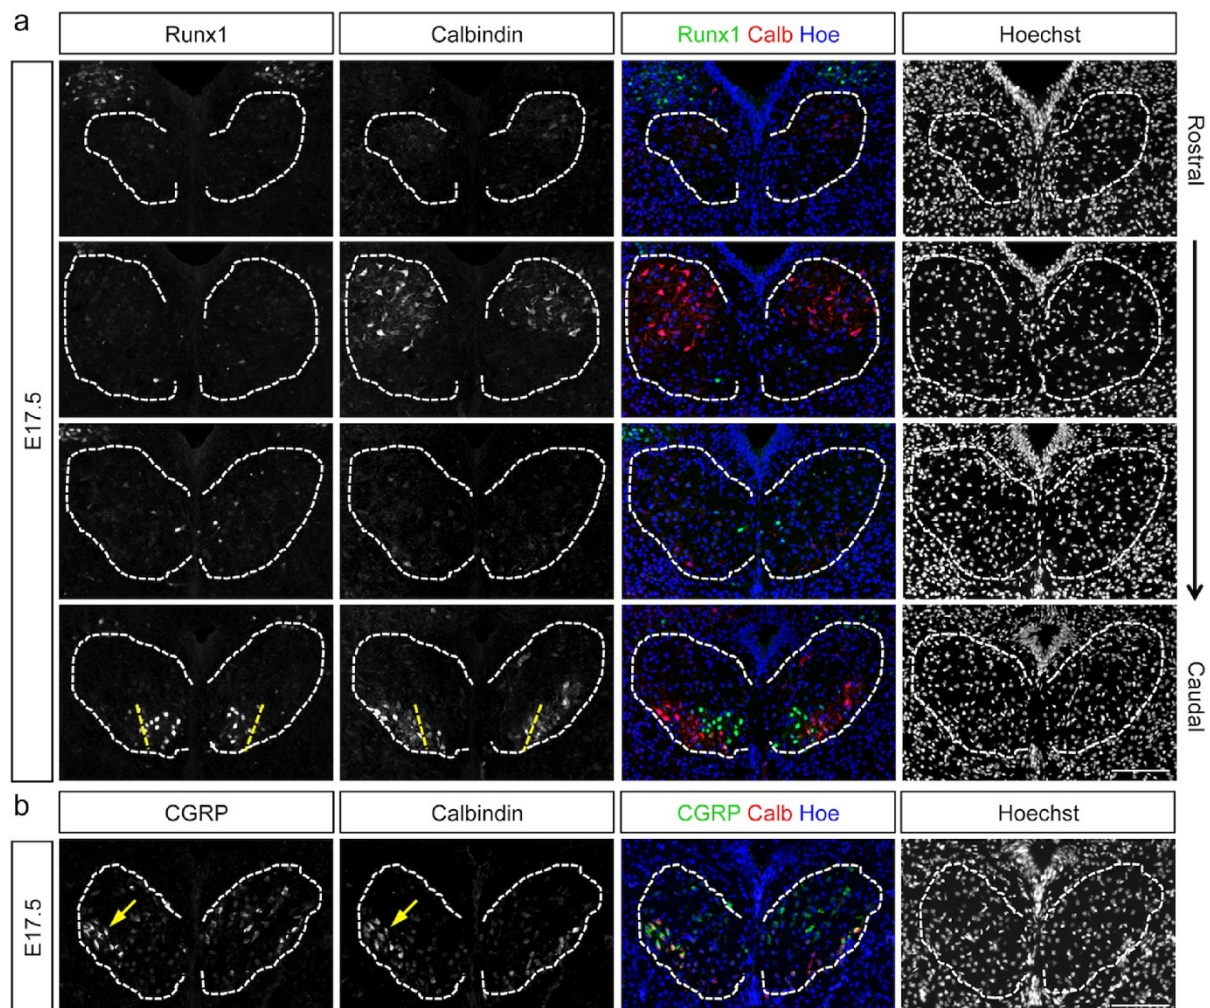 a
Runx1
Calbindin
Runx1 Calb Hoe
Hoechst
E17.5
Rostral
Caudal
b
CGRP
Calbindin
CGRP Calb Hoe
Hoechst
E17.5